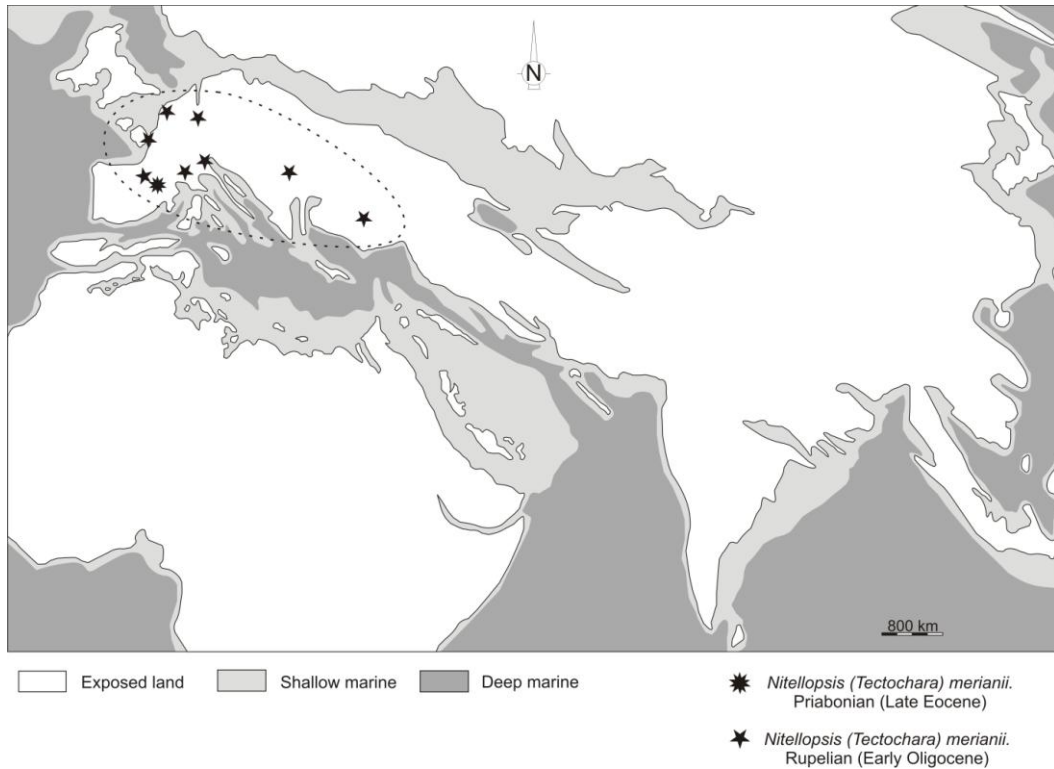 N
800 km
Exposed land
Shallow marine
Deep marine
Nitellopsis (Tectochara) merianii.
Priabonian (Late Eocene)
Nitellopsis (Tectochara) merianii.
Rupelian (Early Oligocene)